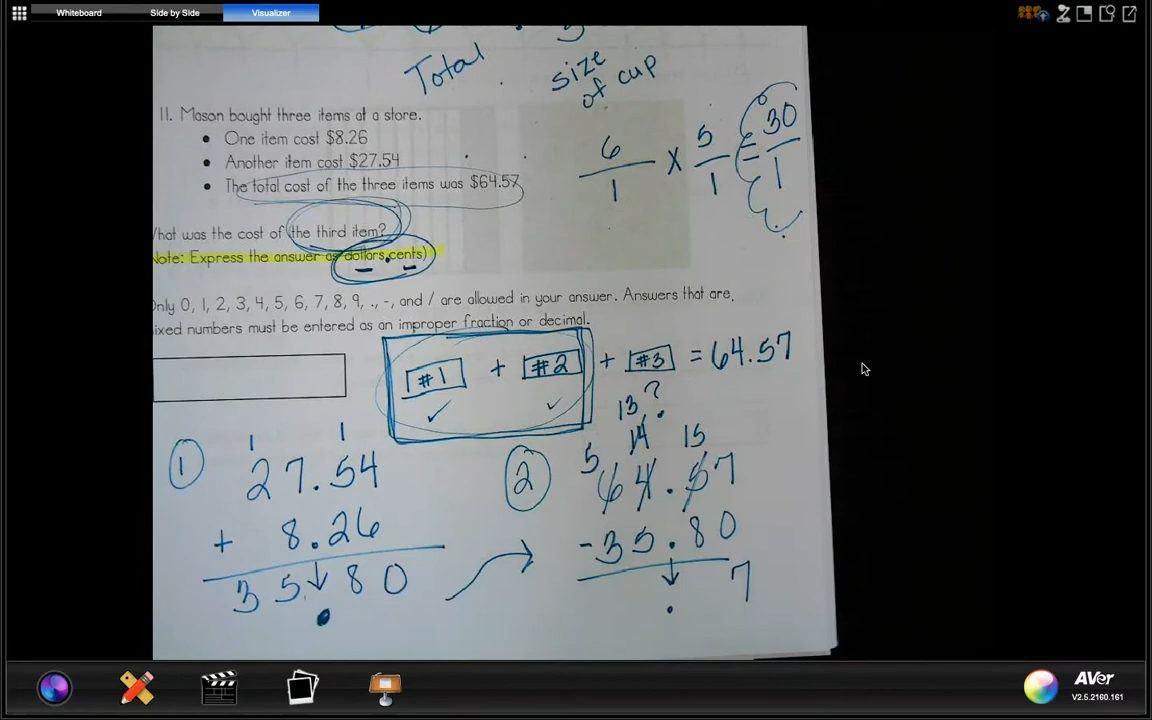 Whiteboard
Side by Side
Visualizer
Total
size
of cup
6/1 x 5/1 = 30/1
11. Mason bought three items at a store.
• One item cost $8.26
• Another item cost $27.54
• The total cost of the three items was $64.57
What was the cost of the third item?
Note: Express the answer as dollars.cents)
Only 0, 1, 2, 3, 4, 5, 6, 7, 8, 9, ., -, and / are allowed in your answer. Answers that are
mixed numbers must be entered as an improper fraction or decimal.
#1 + #2 + #3 = 64.57
?
1 1
1 27.54
+ 8.26
35.80
13
5 14 15
2 64.57
- 35.80
. 7
AVer
V2.5.2160.161